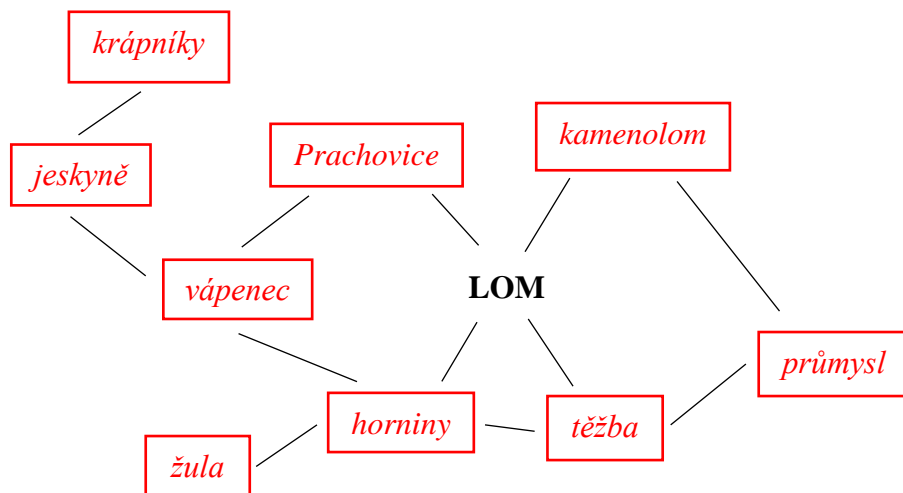 krápníky
kamenolom
Prachovice
jeskyně
vápenec
LOM
průmysl
horniny
těžba
žula